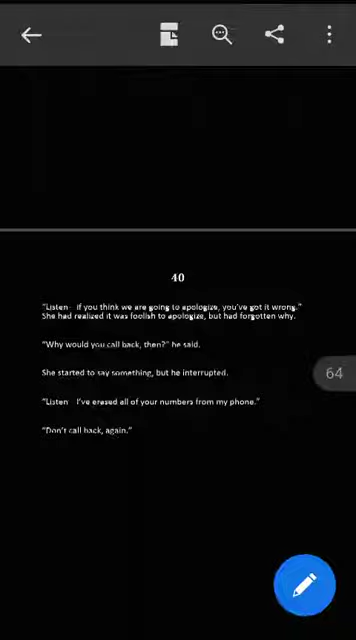 40
"Listen– if you think we are going to apologize, you've got it wrong."
She had realized it was foolish to apologize, but had forgotten why.
"Why would you call back, then?" he said.
64
She started to say something, but he interrupted.
"Listen– I've erased all of your numbers from my phone."
"Don't call back, again."